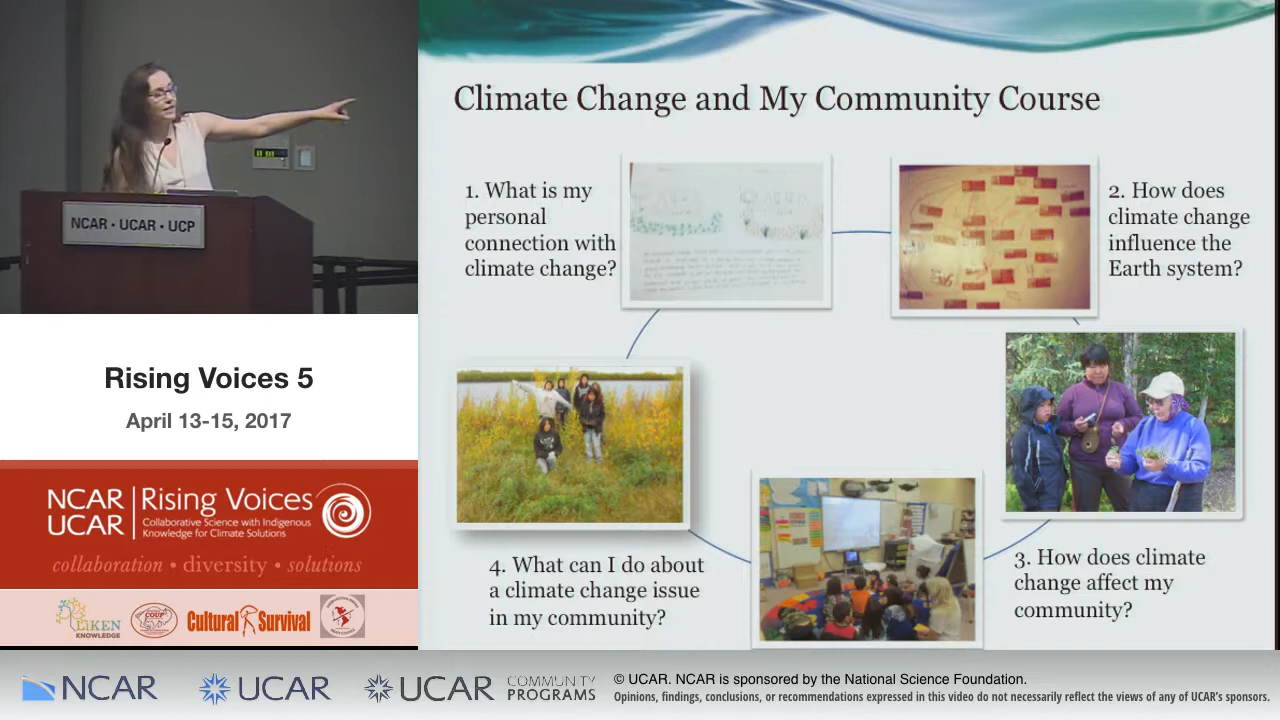 NCAR • UCAR • UCP
Rising Voices 5
April 13-15, 2017
NCAR
UCAR
Rising Voices
Collaborative Science with Indigenous
Knowledge for Climate Solutions
collaboration • diversity • solutions
LIKEN
KNOWLEDGE
Cultural Survival
Climate Change and My Community Course
1. What is my
personal
connection with
climate change?
2. How does
climate change
influence the
Earth system?
3. How does climate
change affect my
community?
4. What can I do about
a climate change issue
in my community?
NCAR
UCAR
UCAR
COMMUNITY
PROGRAMS
© UCAR. NCAR is sponsored by the National Science Foundation.
Opinions, findings, conclusions, or recommendations expressed in this video do not necessarily reflect the views of any of UCAR's sponsors.